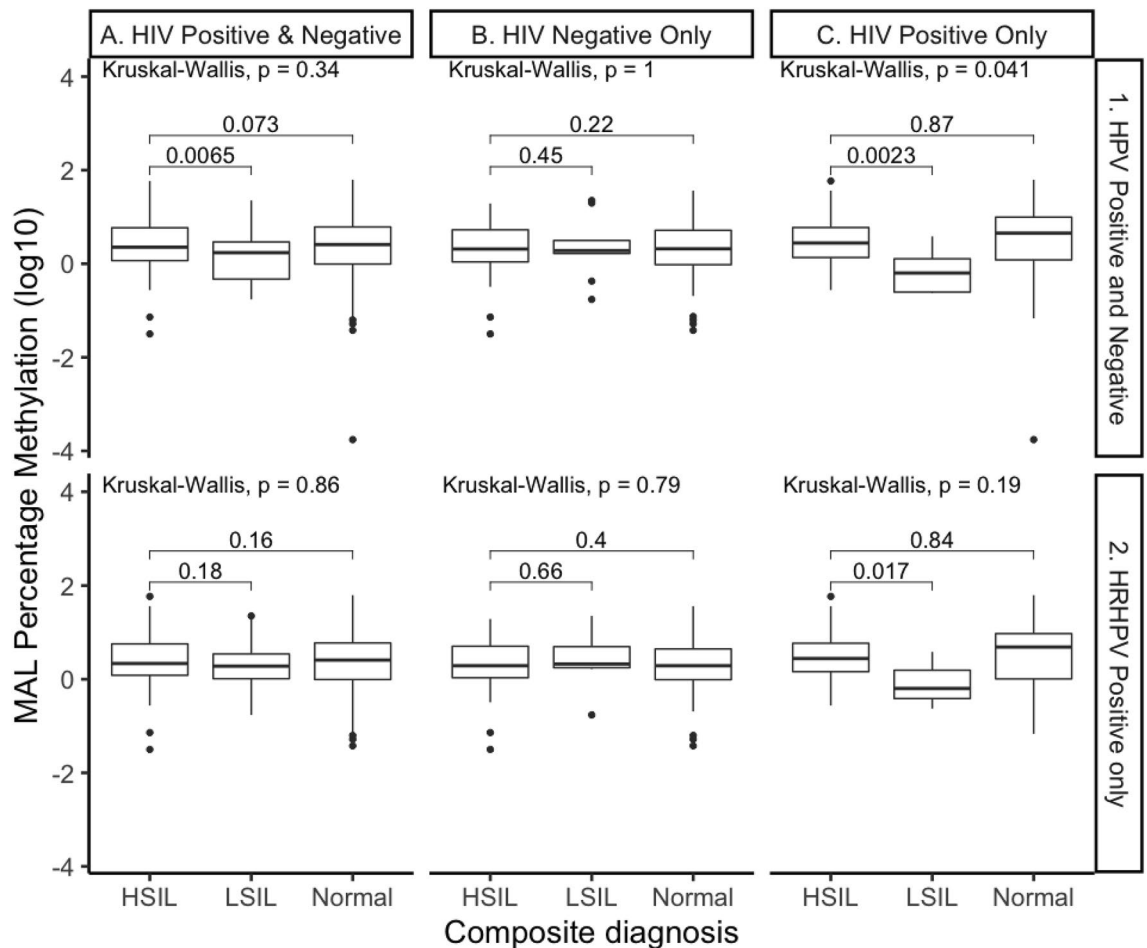 A. HIV Positive & Negative
B. HIV Negative Only
C. HIV Positive Only
Kruskal-Wallis, p = 0.34
0.073
0.0065
Kruskal-Wallis, p = 1
0.22
0.45
Kruskal-Wallis, p = 0.041
0.87
0.0023
1. HPV Positive and Negative
4
2
0
-2
-4
MAL Percentage Methylation (log10)
Kruskal-Wallis, p = 0.86
0.16
0.18
Kruskal-Wallis, p = 0.79
0.4
0.66
Kruskal-Wallis, p = 0.19
0.84
0.017
2. HRHPV Positive only
4
2
0
-2
-4
HSIL LSIL Normal
HSIL LSIL Normal
HSIL LSIL Normal
Composite diagnosis